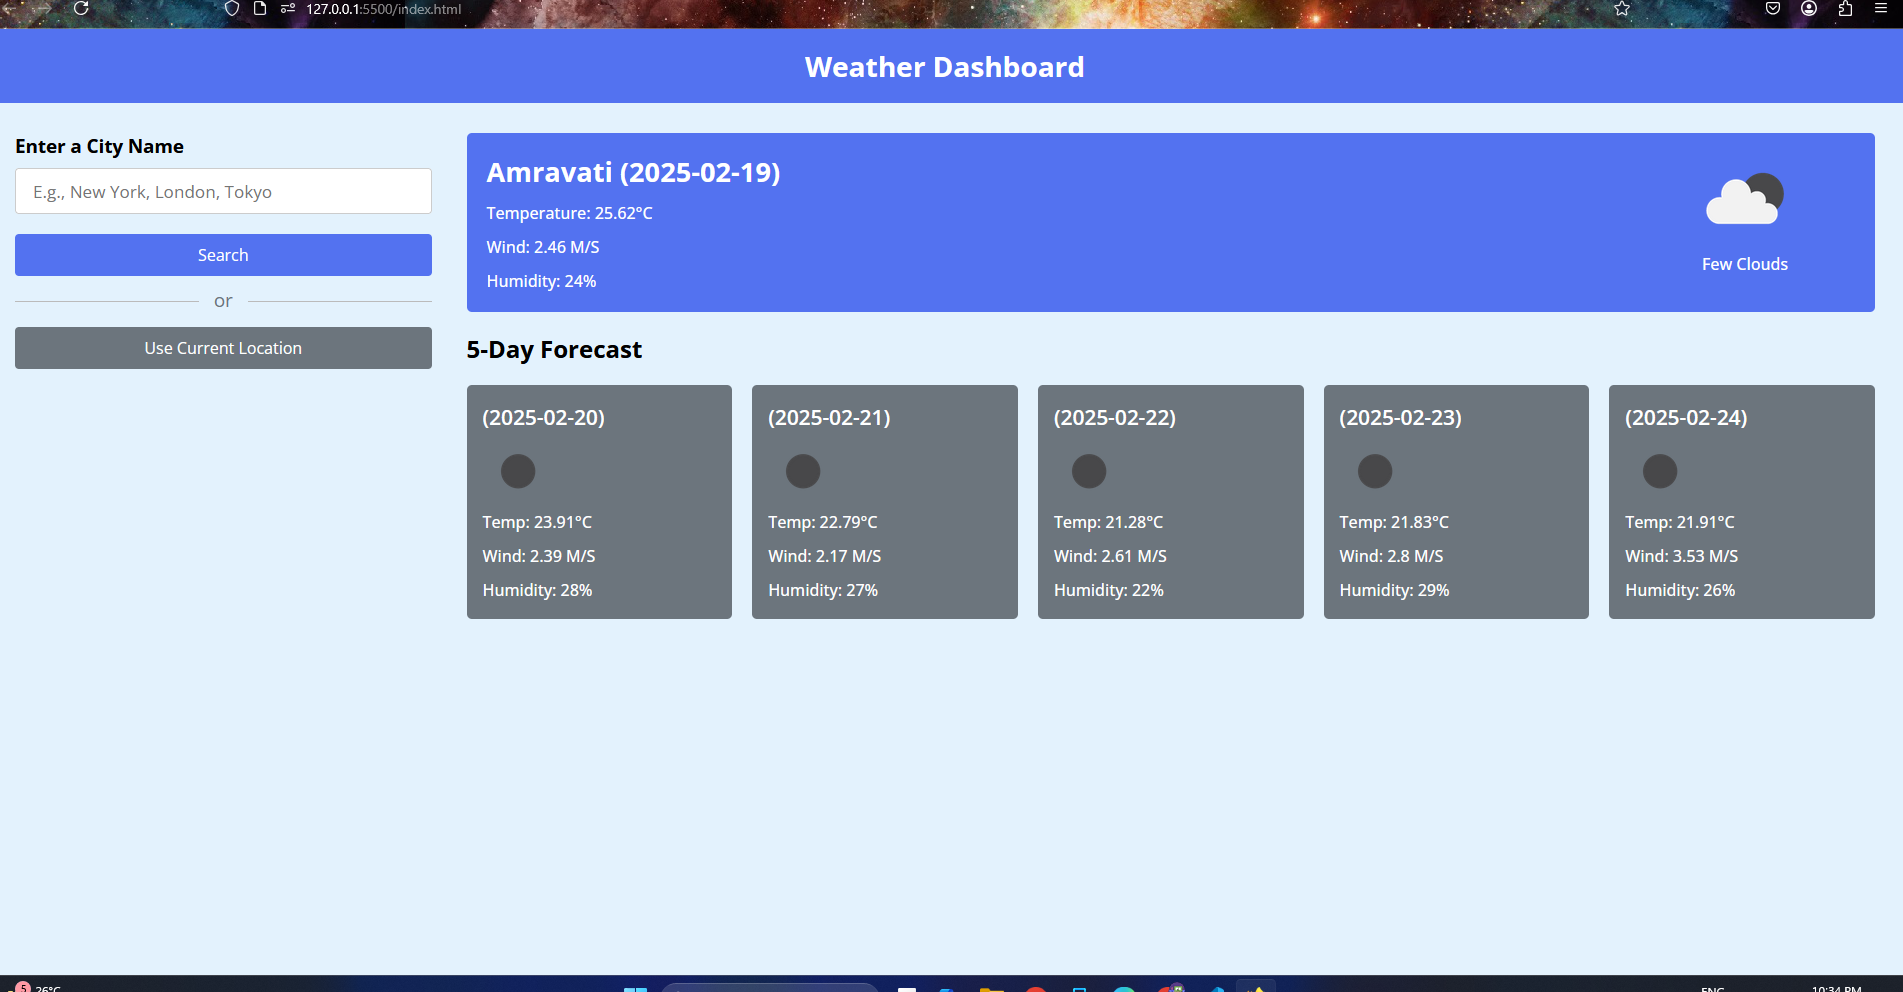 127.0.0.1:5500/index.html
Weather Dashboard
Enter a City Name
E.g., New York, London, Tokyo
Search
or
Use Current Location
Amravati (2025-02-19)
Temperature: 25.62°C
Wind: 2.46 M/S
Humidity: 24%
Few Clouds
5-Day Forecast
(2025-02-20)
Temp: 23.91°C
Wind: 2.39 M/S
Humidity: 28%
(2025-02-21)
Temp: 22.79°C
Wind: 2.17 M/S
Humidity: 27%
(2025-02-22)
Temp: 21.28°C
Wind: 2.61 M/S
Humidity: 22%
(2025-02-23)
Temp: 21.83°C
Wind: 2.8 M/S
Humidity: 29%
(2025-02-24)
Temp: 21.91°C
Wind: 3.53 M/S
Humidity: 26%
5
26°C
ENG
10:34 PM